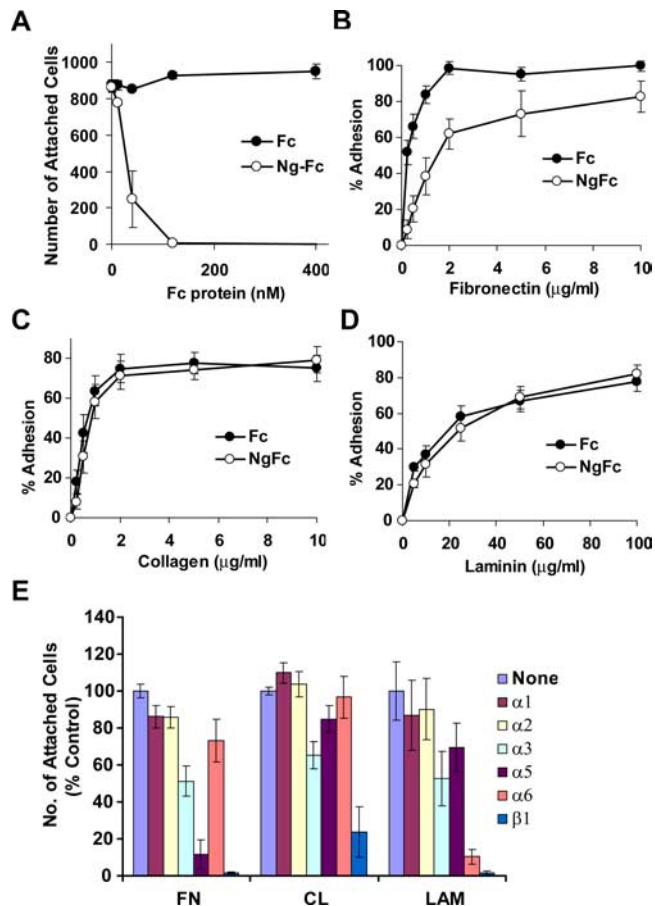 A
Number of Attached Cells
1000
800
600
400
200
0
Fc
Ng-Fc
0
200
400
Fc protein (nM)
B
% Adhesion
100
80
60
40
20
0
Fc
NgFc
0
2
4
6
8
10
Fibronectin (μg/ml)
C
% Adhesion
80
60
40
20
0
Fc
NgFc
0
2
4
6
8
10
Collagen (μg/ml)
D
% Adhesion
100
80
60
40
20
0
Fc
NgFc
0
20
40
60
80
100
Laminin (μg/ml)
E
No. of Attached Cells
(% Control)
140
120
100
80
60
40
20
0
FN
CL
LAM
None
α1
α2
α3
α5
α6
β1